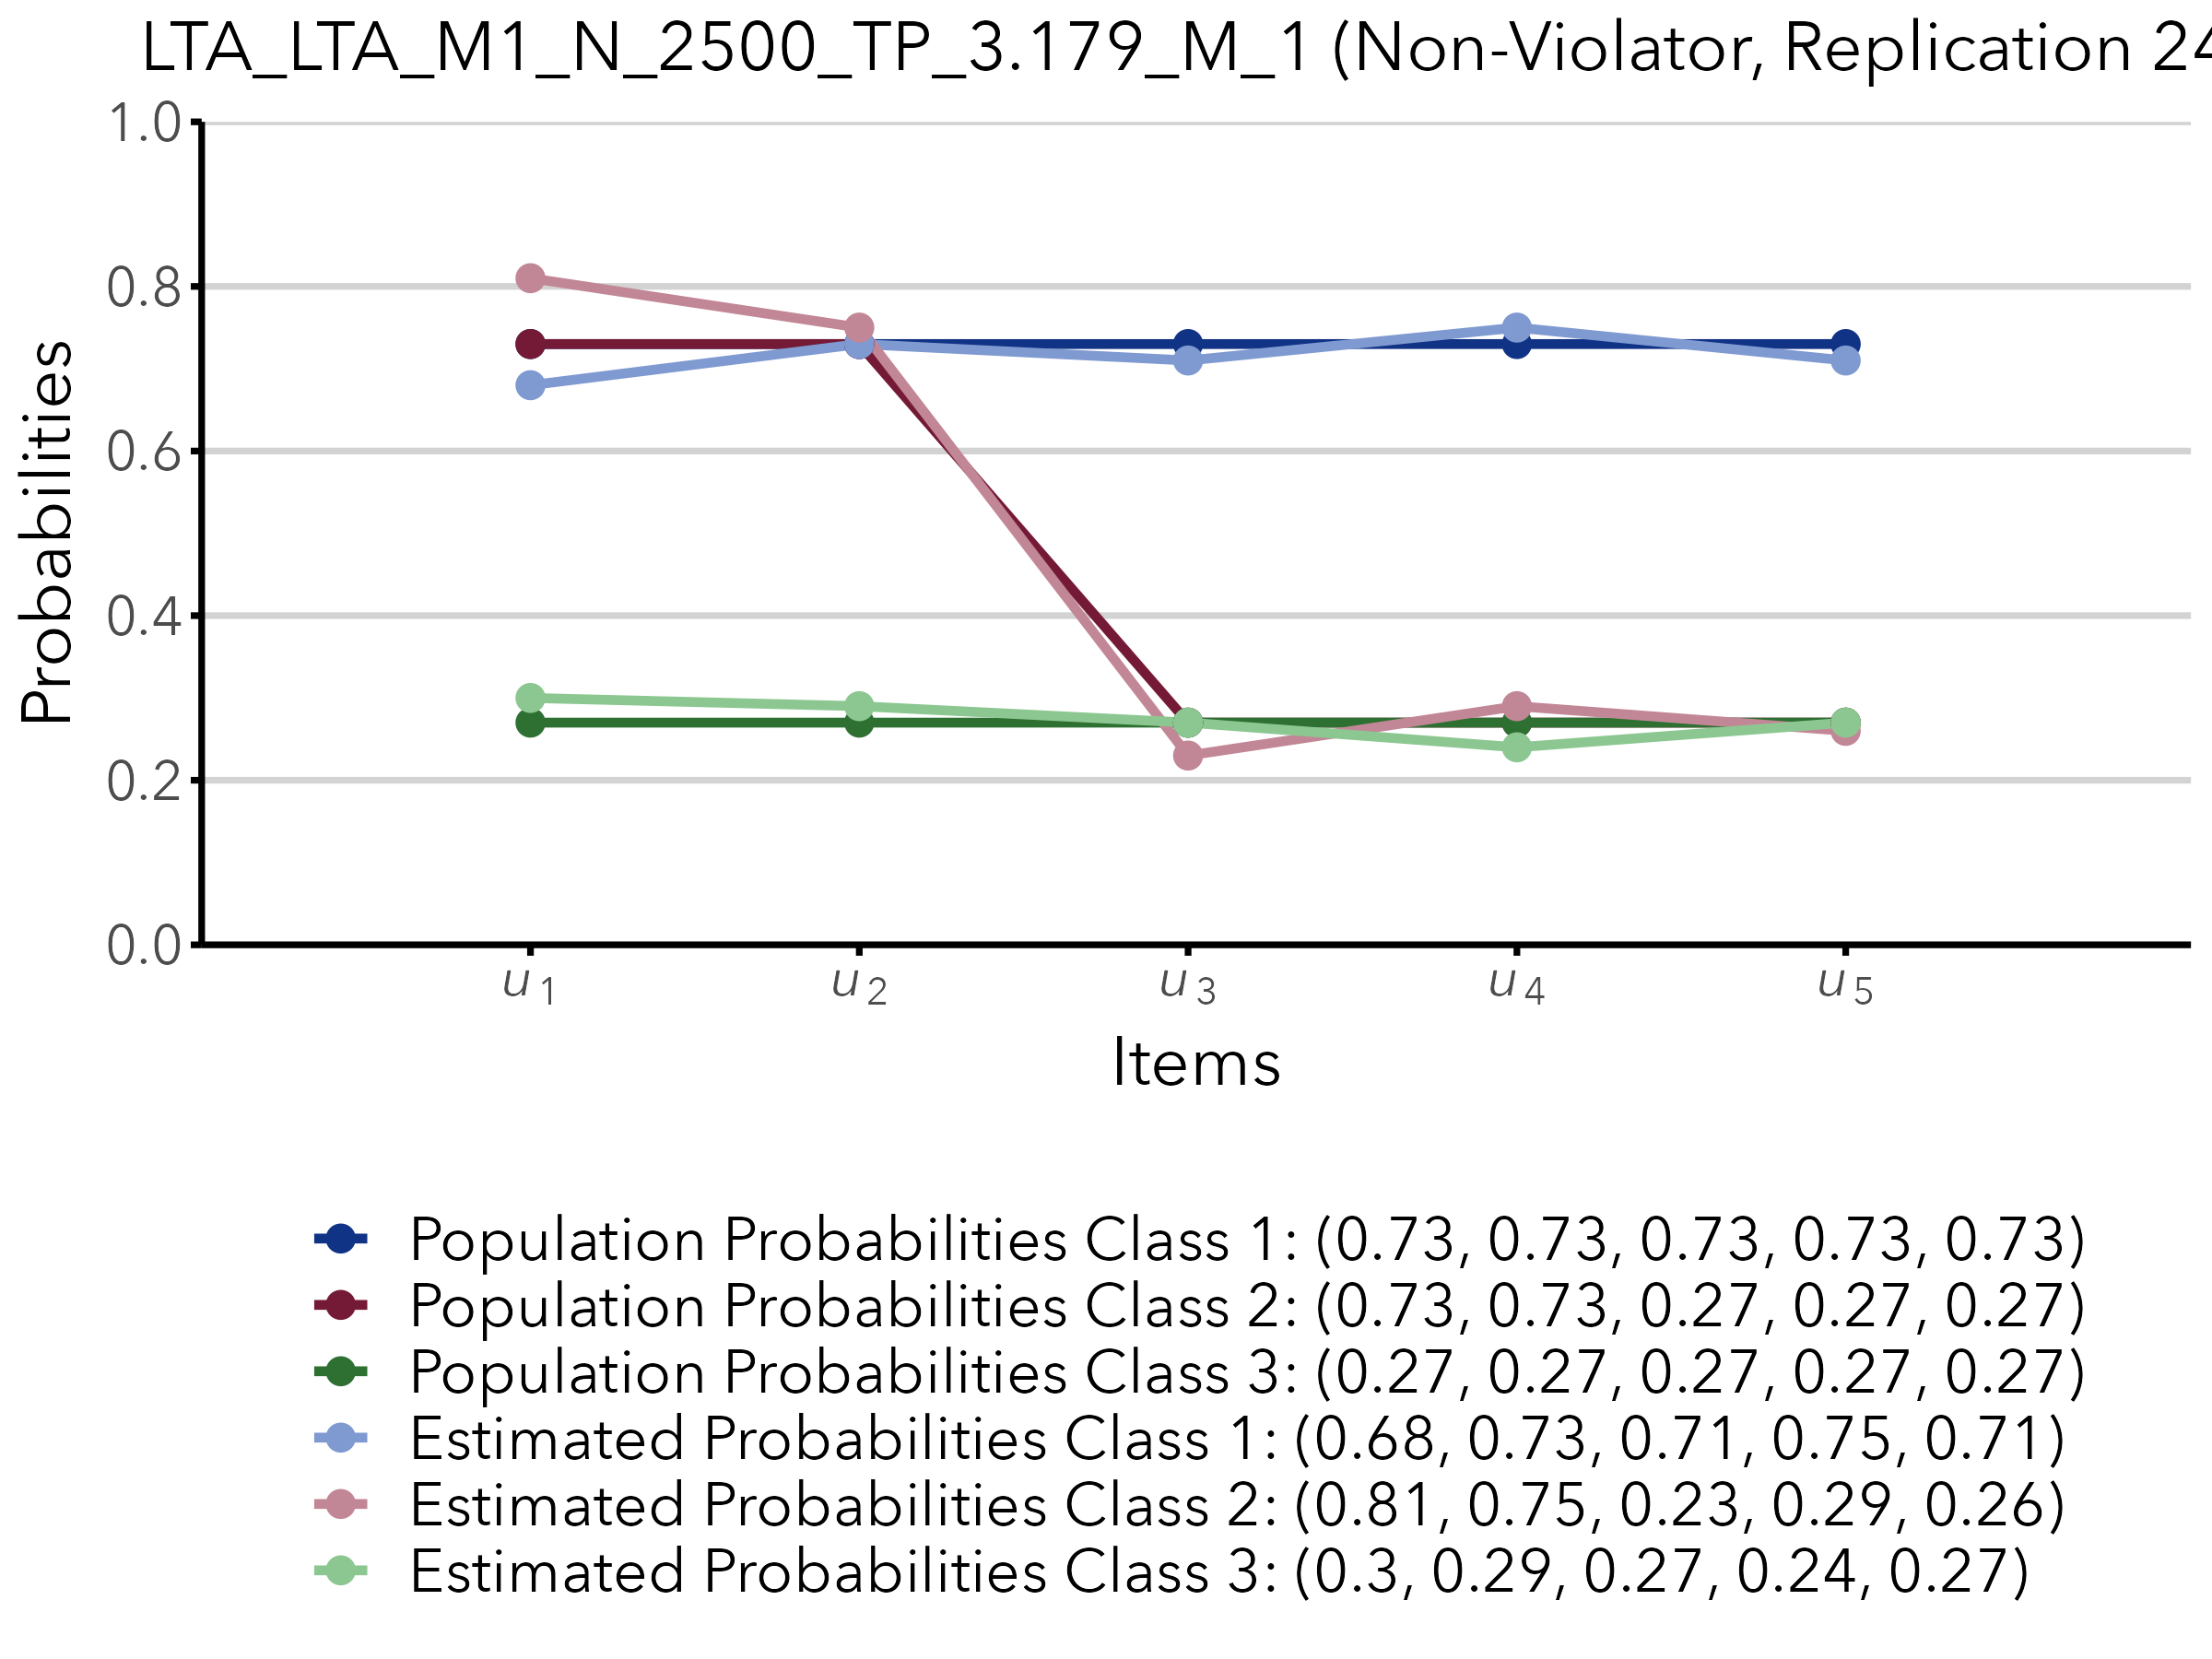 LTA_LTA_M1_N_2500_TP_3.179_M_1 (Non-Violator, Replication 24
1.0
0.8
0.6
0.4
0.2
0.0
Probabilities
u1 u2 u3 u4 u5
Items
Population Probabilities Class 1: (0.73, 0.73, 0.73, 0.73, 0.73)
Population Probabilities Class 2: (0.73, 0.73, 0.27, 0.27, 0.27)
Population Probabilities Class 3: (0.27, 0.27, 0.27, 0.27, 0.27)
Estimated Probabilities Class 1: (0.68, 0.73, 0.71, 0.75, 0.71)
Estimated Probabilities Class 2: (0.81, 0.75, 0.23, 0.29, 0.26)
Estimated Probabilities Class 3: (0.3, 0.29, 0.27, 0.24, 0.27)